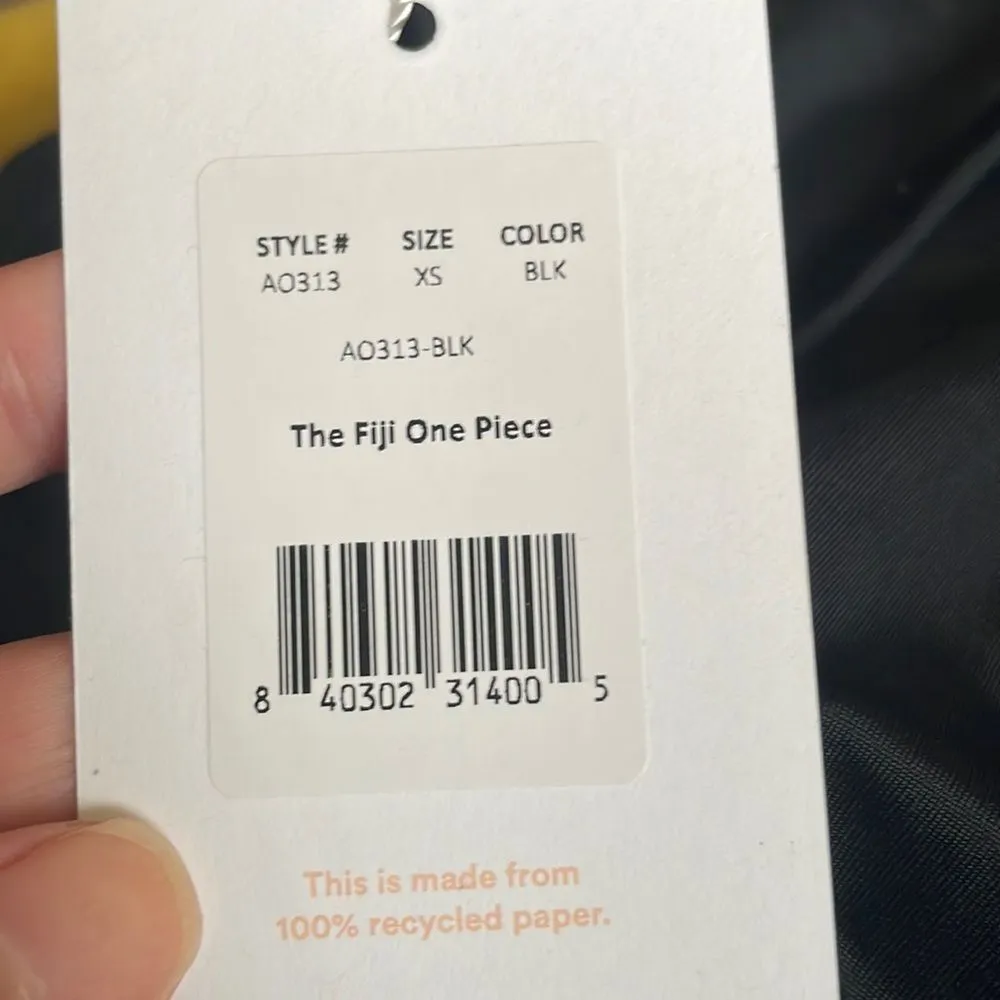 STYLE # SIZE COLOR
AO313 XS BLK
AO313-BLK
The Fiji One Piece
8 40302 31400 5
This is made from
100% recycled paper.